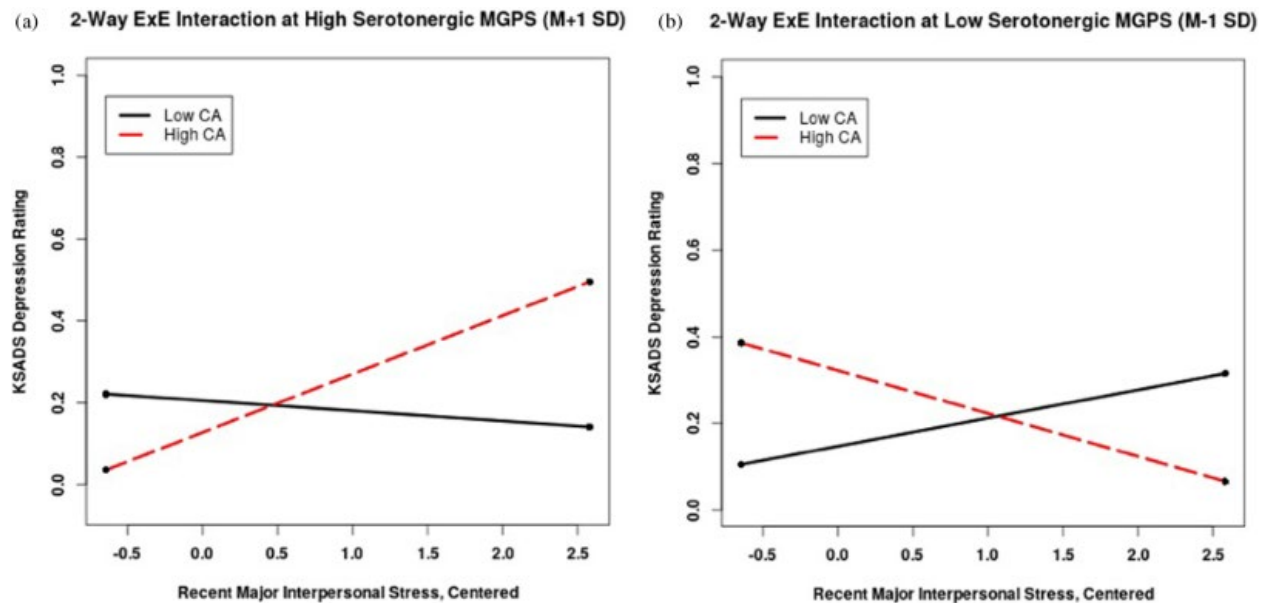 (a) 2-Way ExE Interaction at High Serotonergic MGPS (M+1 SD)
Low CA
High CA
KSADS Depression Rating
1.0
0.8
0.6
0.4
0.2
0.0
-0.5 0.0 0.5 1.0 1.5 2.0 2.5
Recent Major Interpersonal Stress, Centered
(b) 2-Way ExE Interaction at Low Serotonergic MGPS (M-1 SD)
Low CA
High CA
KSADS Depression Rating
1.0
0.8
0.6
0.4
0.2
0.0
-0.5 0.0 0.5 1.0 1.5 2.0 2.5
Recent Major Interpersonal Stress, Centered